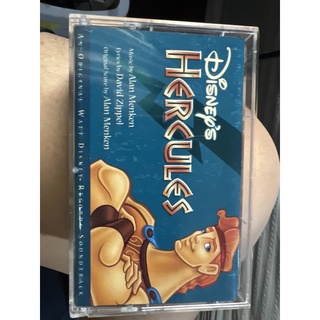 DISNEY'S
HERCULES
Music by Alan Menken
Lyrics by David Zippel
Original Score by Alan Menken
AN ORIGINAL WALT DISNEY RECORDS SOUNDTRACK